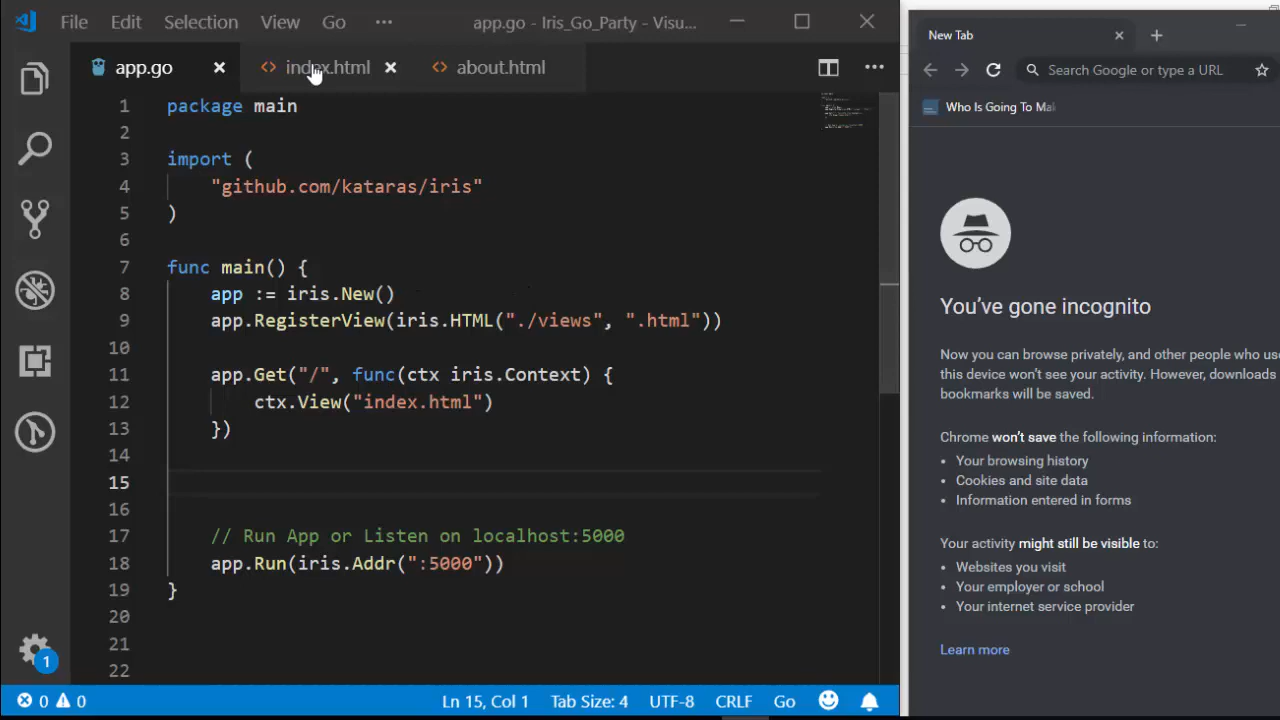 File Edit Selection View Go ··· app.go - Iris_Go_Party - Visu...
app.go index.html about.html
1 package main
2
3 import (
4 "github.com/kataras/iris"
5 )
6
7 func main() {
8 app := iris.New()
9 app.RegisterView(iris.HTML("./views", ".html"))
10
11 app.Get("/", func(ctx iris.Context) {
12 ctx.View("index.html")
13 })
14
15
16
17 // Run App or Listen on localhost:5000
18 app.Run(iris.Addr(":5000"))
19 }
20
21
22
1
0 0 Ln 15, Col 1 Tab Size: 4 UTF-8 CRLF Go
New Tab
Search Google or type a URL
Who Is Going To Mak
You've gone incognito
Now you can browse privately, and other people who use
this device won't see your activity. However, downloads
bookmarks will be saved.
Chrome won't save the following information:
• Your browsing history
• Cookies and site data
• Information entered in forms
Your activity might still be visible to:
• Websites you visit
• Your employer or school
• Your internet service provider
Learn more